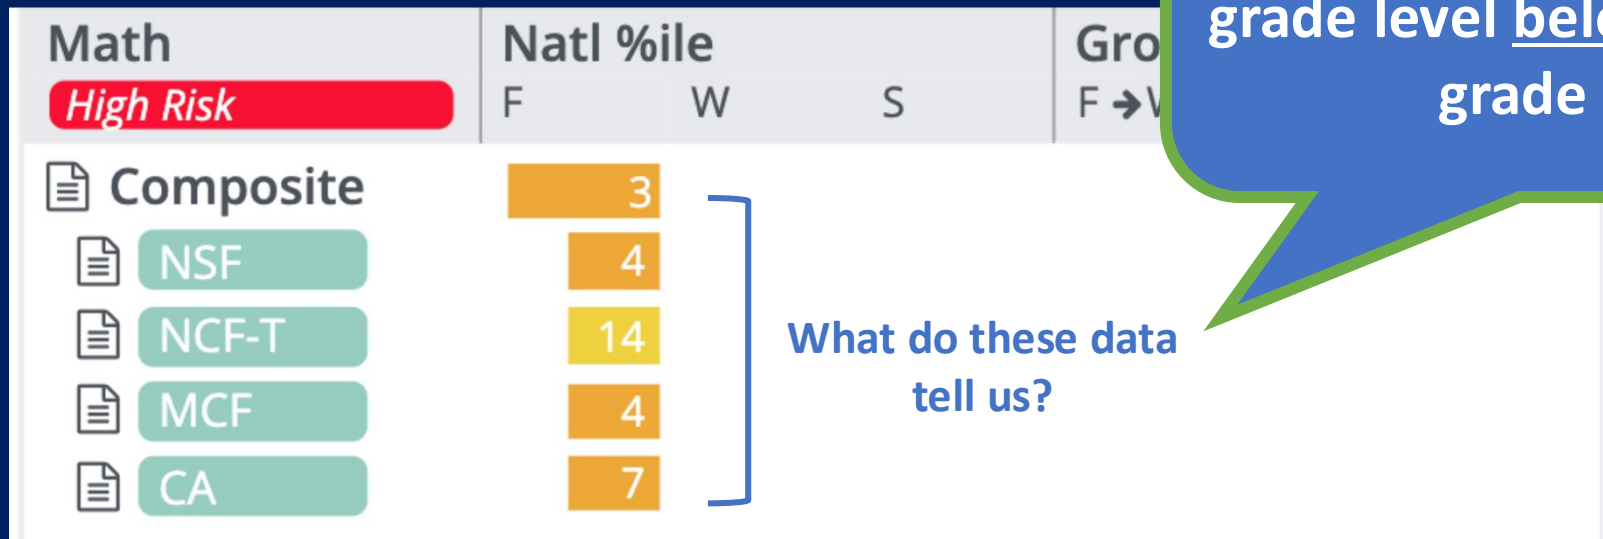 Math
High Risk
Natl %ile
F W S
Gro
F →
grade level
grade
Composite 3
NSF 4
NCF-T 14
MCF 4
CA 7
What do these data
tell us?